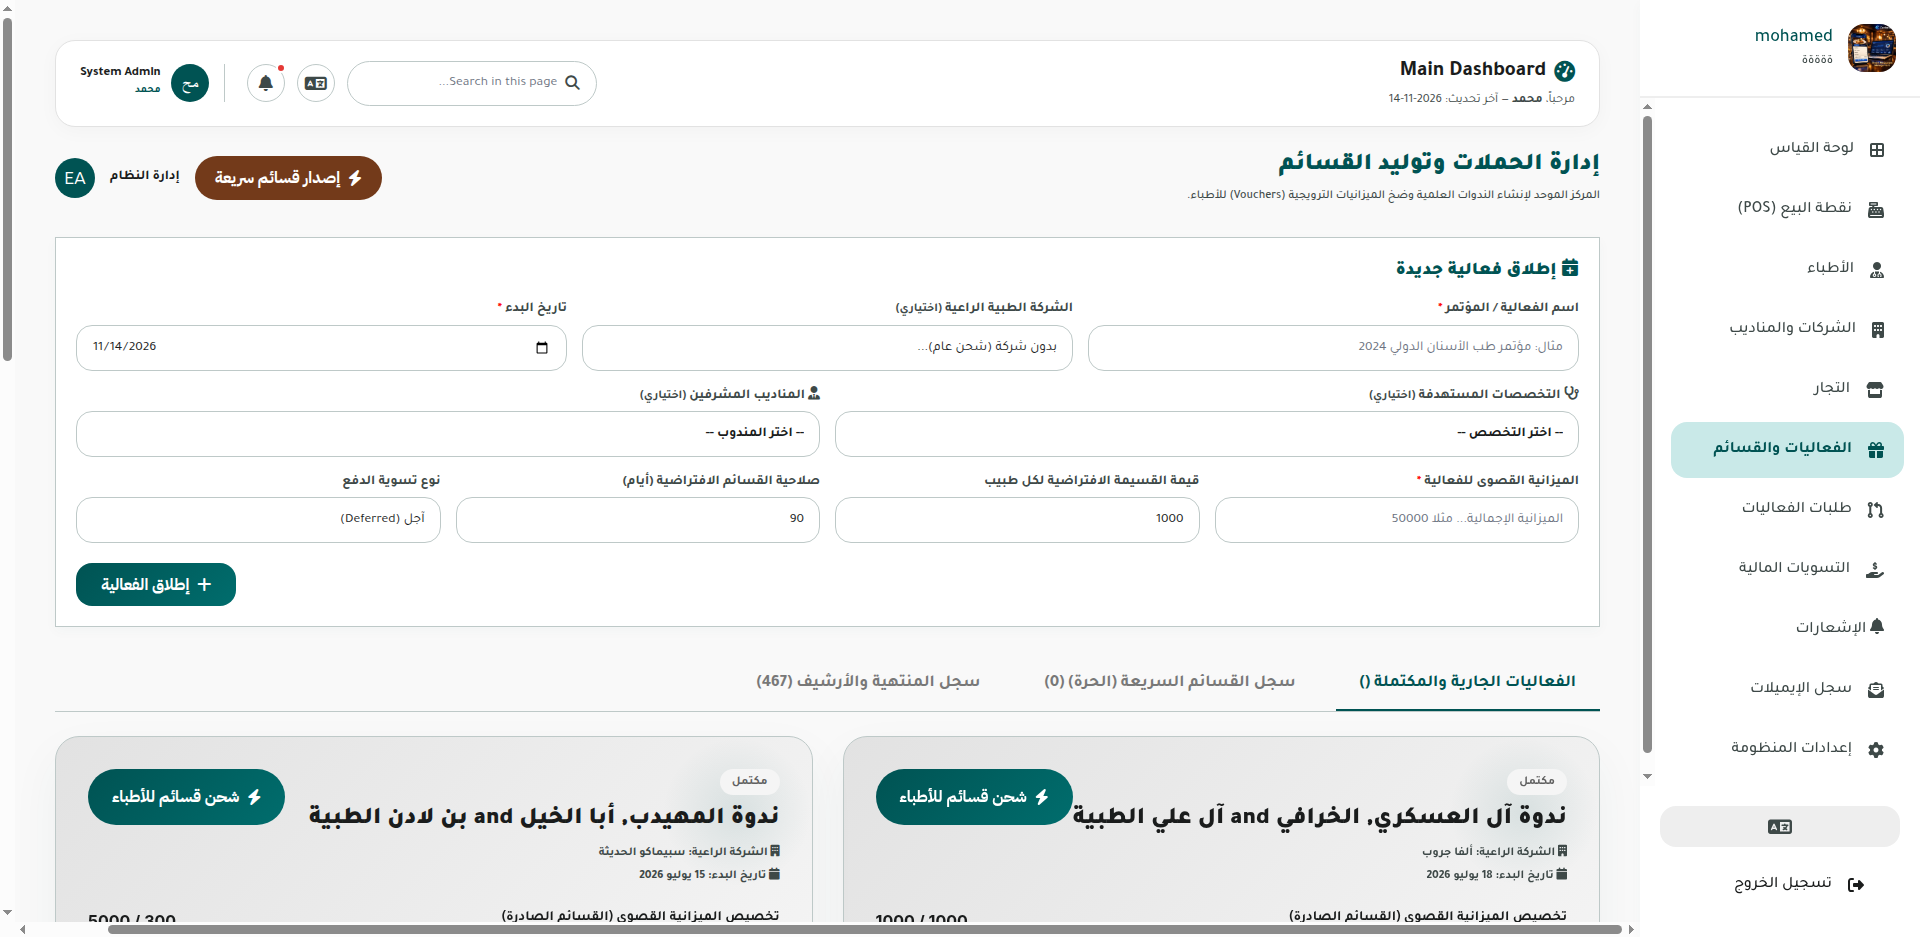 mohamed
ةةةةة
لوحة القياس
نقطة البيع (POS)
الأطباء
الشركات والمناديب
التجار
الفعاليات والقسائم
طلبات الفعاليات
التسويات المالية
الإشعارات
سجل الإيميلات
إعدادات المنظومة
تسجيل الخروج
Main Dashboard
مرحباً، محمد – آخر تحديث: 2026-11-14
Search in this page...
System Admin
محمد
مح
إدارة الحملات وتوليد القسائم
المركز الموحد لإنشاء الندوات العلمية وضخ الميزانيات الترويجية (Vouchers) للأطباء.
إصدار قسائم سريعة
إدارة النظام
EA
إطلاق فعالية جديدة
اسم الفعالية / المؤتمر *
الشركة الطبية الراعية (اختياري)
تاريخ البدء *
مثال: مؤتمر طب الأسنان الدولي 2024
بدون شركة (شحن عام)...
11/14/2026
التخصصات المستهدفة (اختياري)
المناديب المشرفين (اختياري)
-- اختر التخصص --
-- اختر المندوب --
الميزانية القصوى للفعالية *
قيمة القسيمة الافتراضية لكل طبيب
صلاحية القسائم الافتراضية (أيام)
نوع تسوية الدفع
الميزانية الإجمالية... مثلا 50000
1000
90
آجل (Deferred)
إطلاق الفعالية
الفعاليات الجارية والمكتملة ()
سجل القسائم السريعة (الحرة) (0)
سجل المنتهية والأرشيف (467)
مكتمل
شحن قسائم للأطباء
ندوة آل العسكري, الخرافي and آل علي الطبية
الشركة الراعية: ألفا جروب
تاريخ البدء: 18 يوليو 2026
تخصيص الميزانية القصوى (القسائم الصادرة)
1000 / 1000
مكتمل
شحن قسائم للأطباء
ندوة المهيدب, أبا الخيل and بن لادن الطبية
الشركة الراعية: سبيماكو الحديثة
تاريخ البدء: 15 يوليو 2026
تخصيص الميزانية القصوى (القسائم الصادرة)
5000 / 300